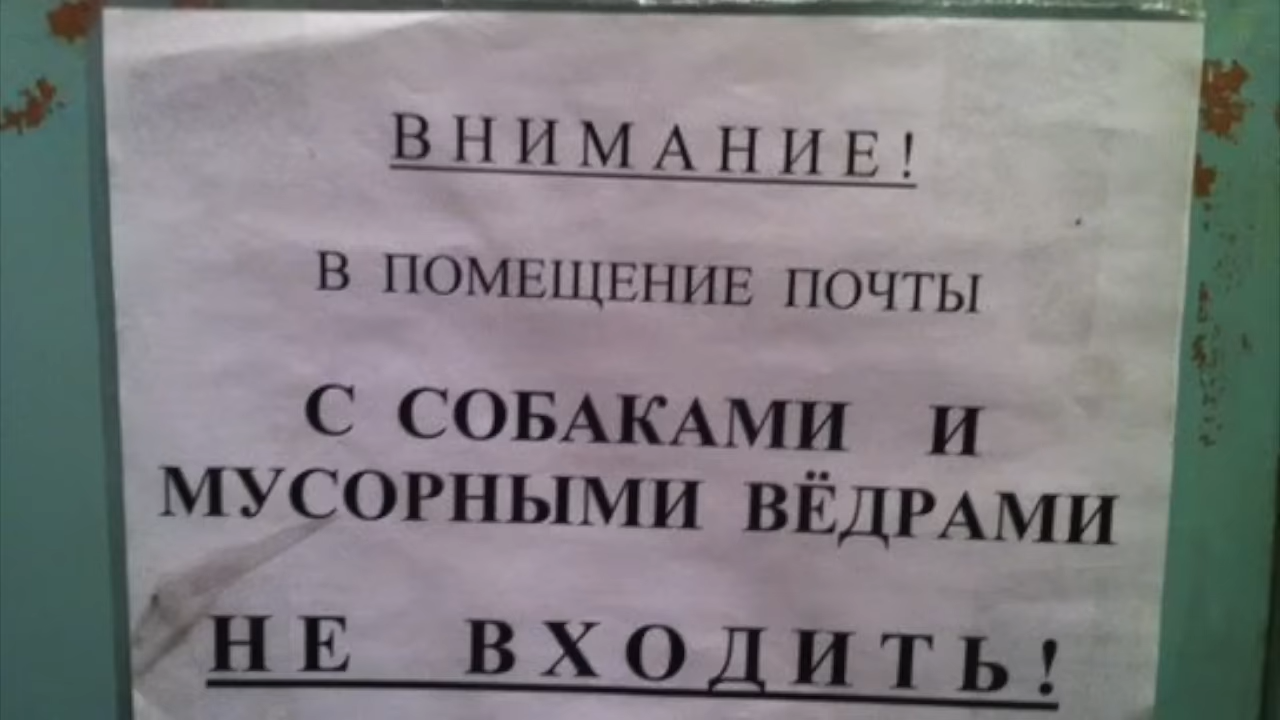 ВНИМАНИЕ!
В ПОМЕЩЕНИЕ ПОЧТЫ
С СОБАКАМИ И
МУСОРНЫМИ ВЁДРАМИ
НЕ ВХОДИТЬ!